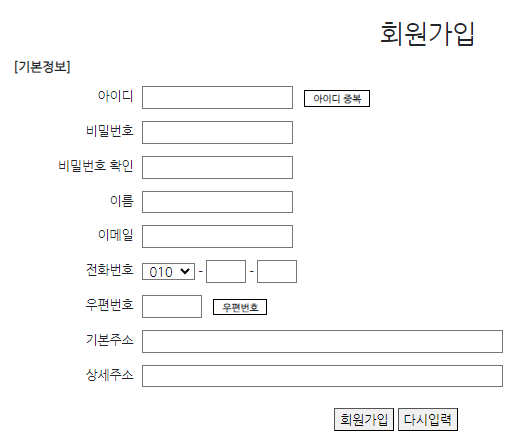 회원가입
[기본정보]
아이디 아이디 중복
비밀번호
비밀번호 확인
이름
이메일
전화번호 010 - -
우편번호 우편번호
기본주소
상세주소
회원가입 다시입력